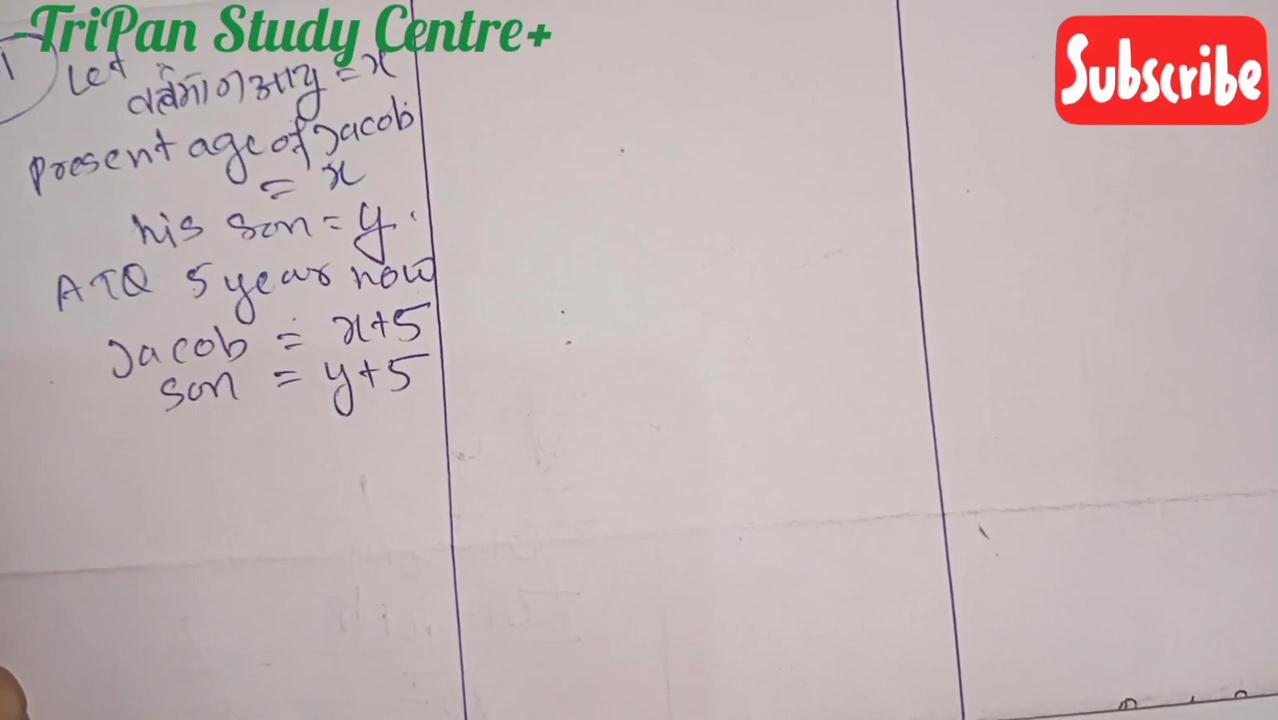 -TriPan Study Centre+
Subscribe
1 Let
वर्तमान आयु = x
Present age of Jacob
= x
his son = y.
ATQ 5 year now
Jacob = x+5
son = y+5